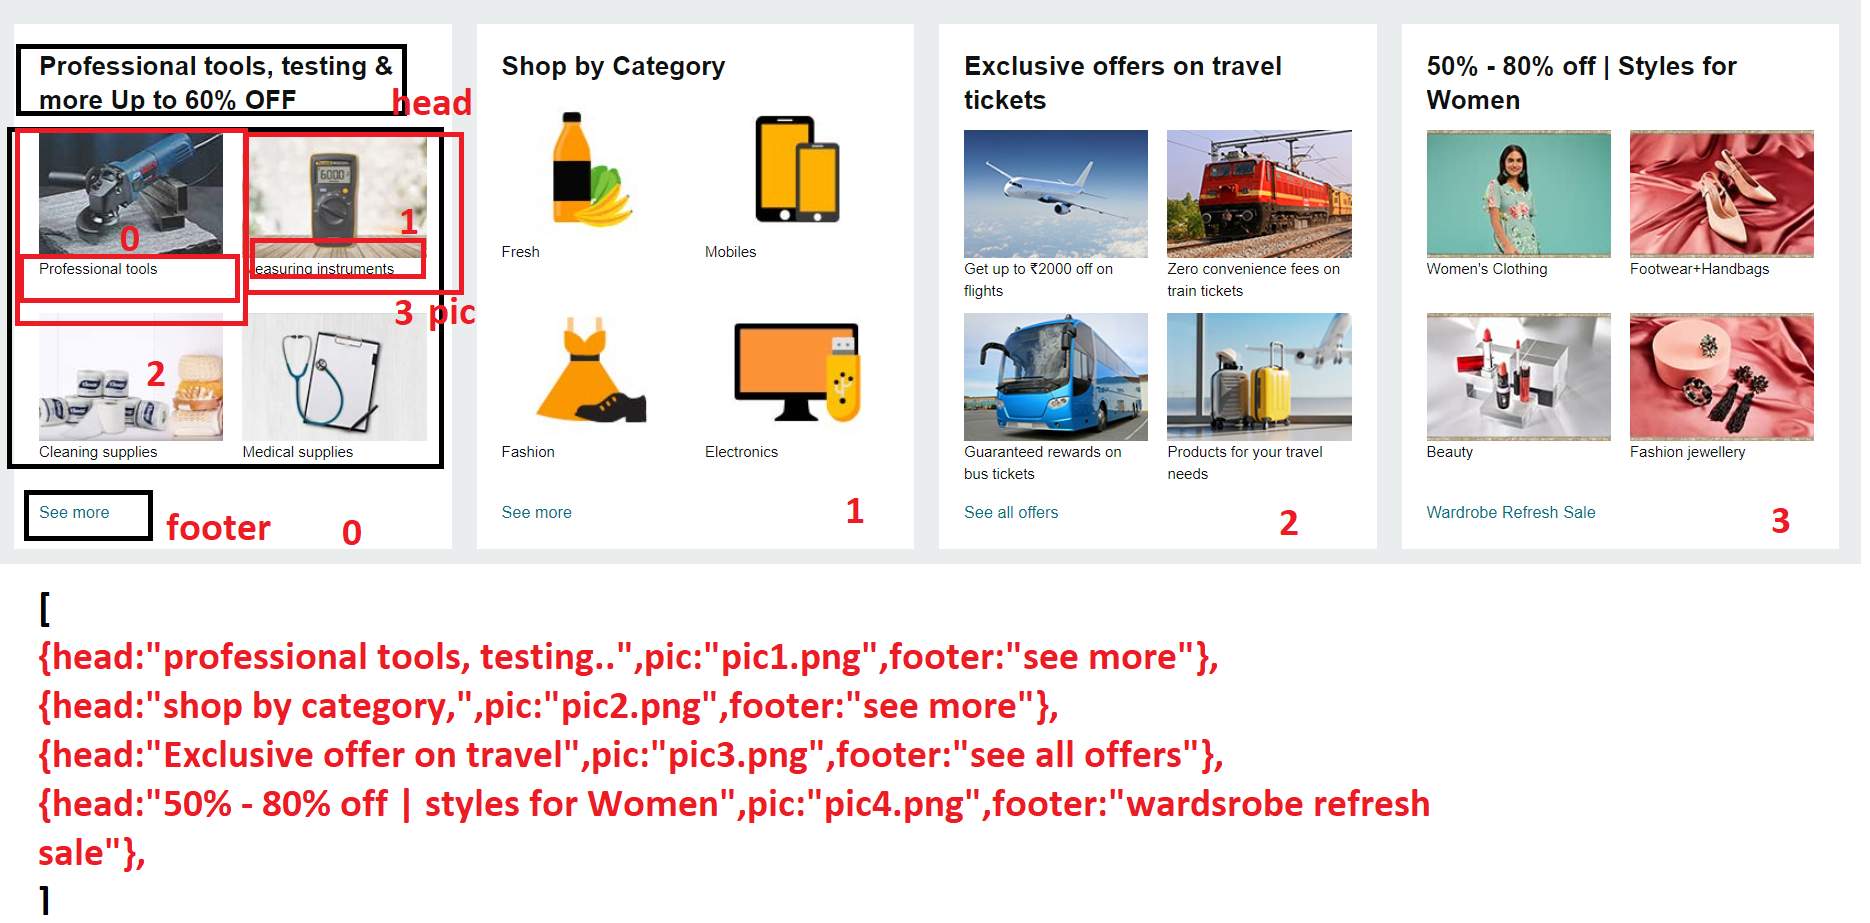 Professional tools, testing &
more Up to 60% OFF
head
0
1
Professional tools
easuring instruments
3 pic
2
Cleaning supplies
Medical supplies
See more
footer
0
Shop by Category
Fresh
Mobiles
Fashion
Electronics
See more
1
Exclusive offers on travel
tickets
Get up to ₹2000 off on
flights
Zero convenience fees on
train tickets
Guaranteed rewards on
bus tickets
Products for your travel
needs
See all offers
2
50% - 80% off | Styles for
Women
Women's Clothing
Footwear+Handbags
Beauty
Fashion jewellery
Wardrobe Refresh Sale
3
[
{head:"professional tools, testing..",pic:"pic1.png",footer:"see more"},
{head:"shop by category,",pic:"pic2.png",footer:"see more"},
{head:"Exclusive offer on travel",pic:"pic3.png",footer:"see all offers"},
{head:"50% - 80% off | styles for Women",pic:"pic4.png",footer:"wardsrobe refresh
sale"},
]